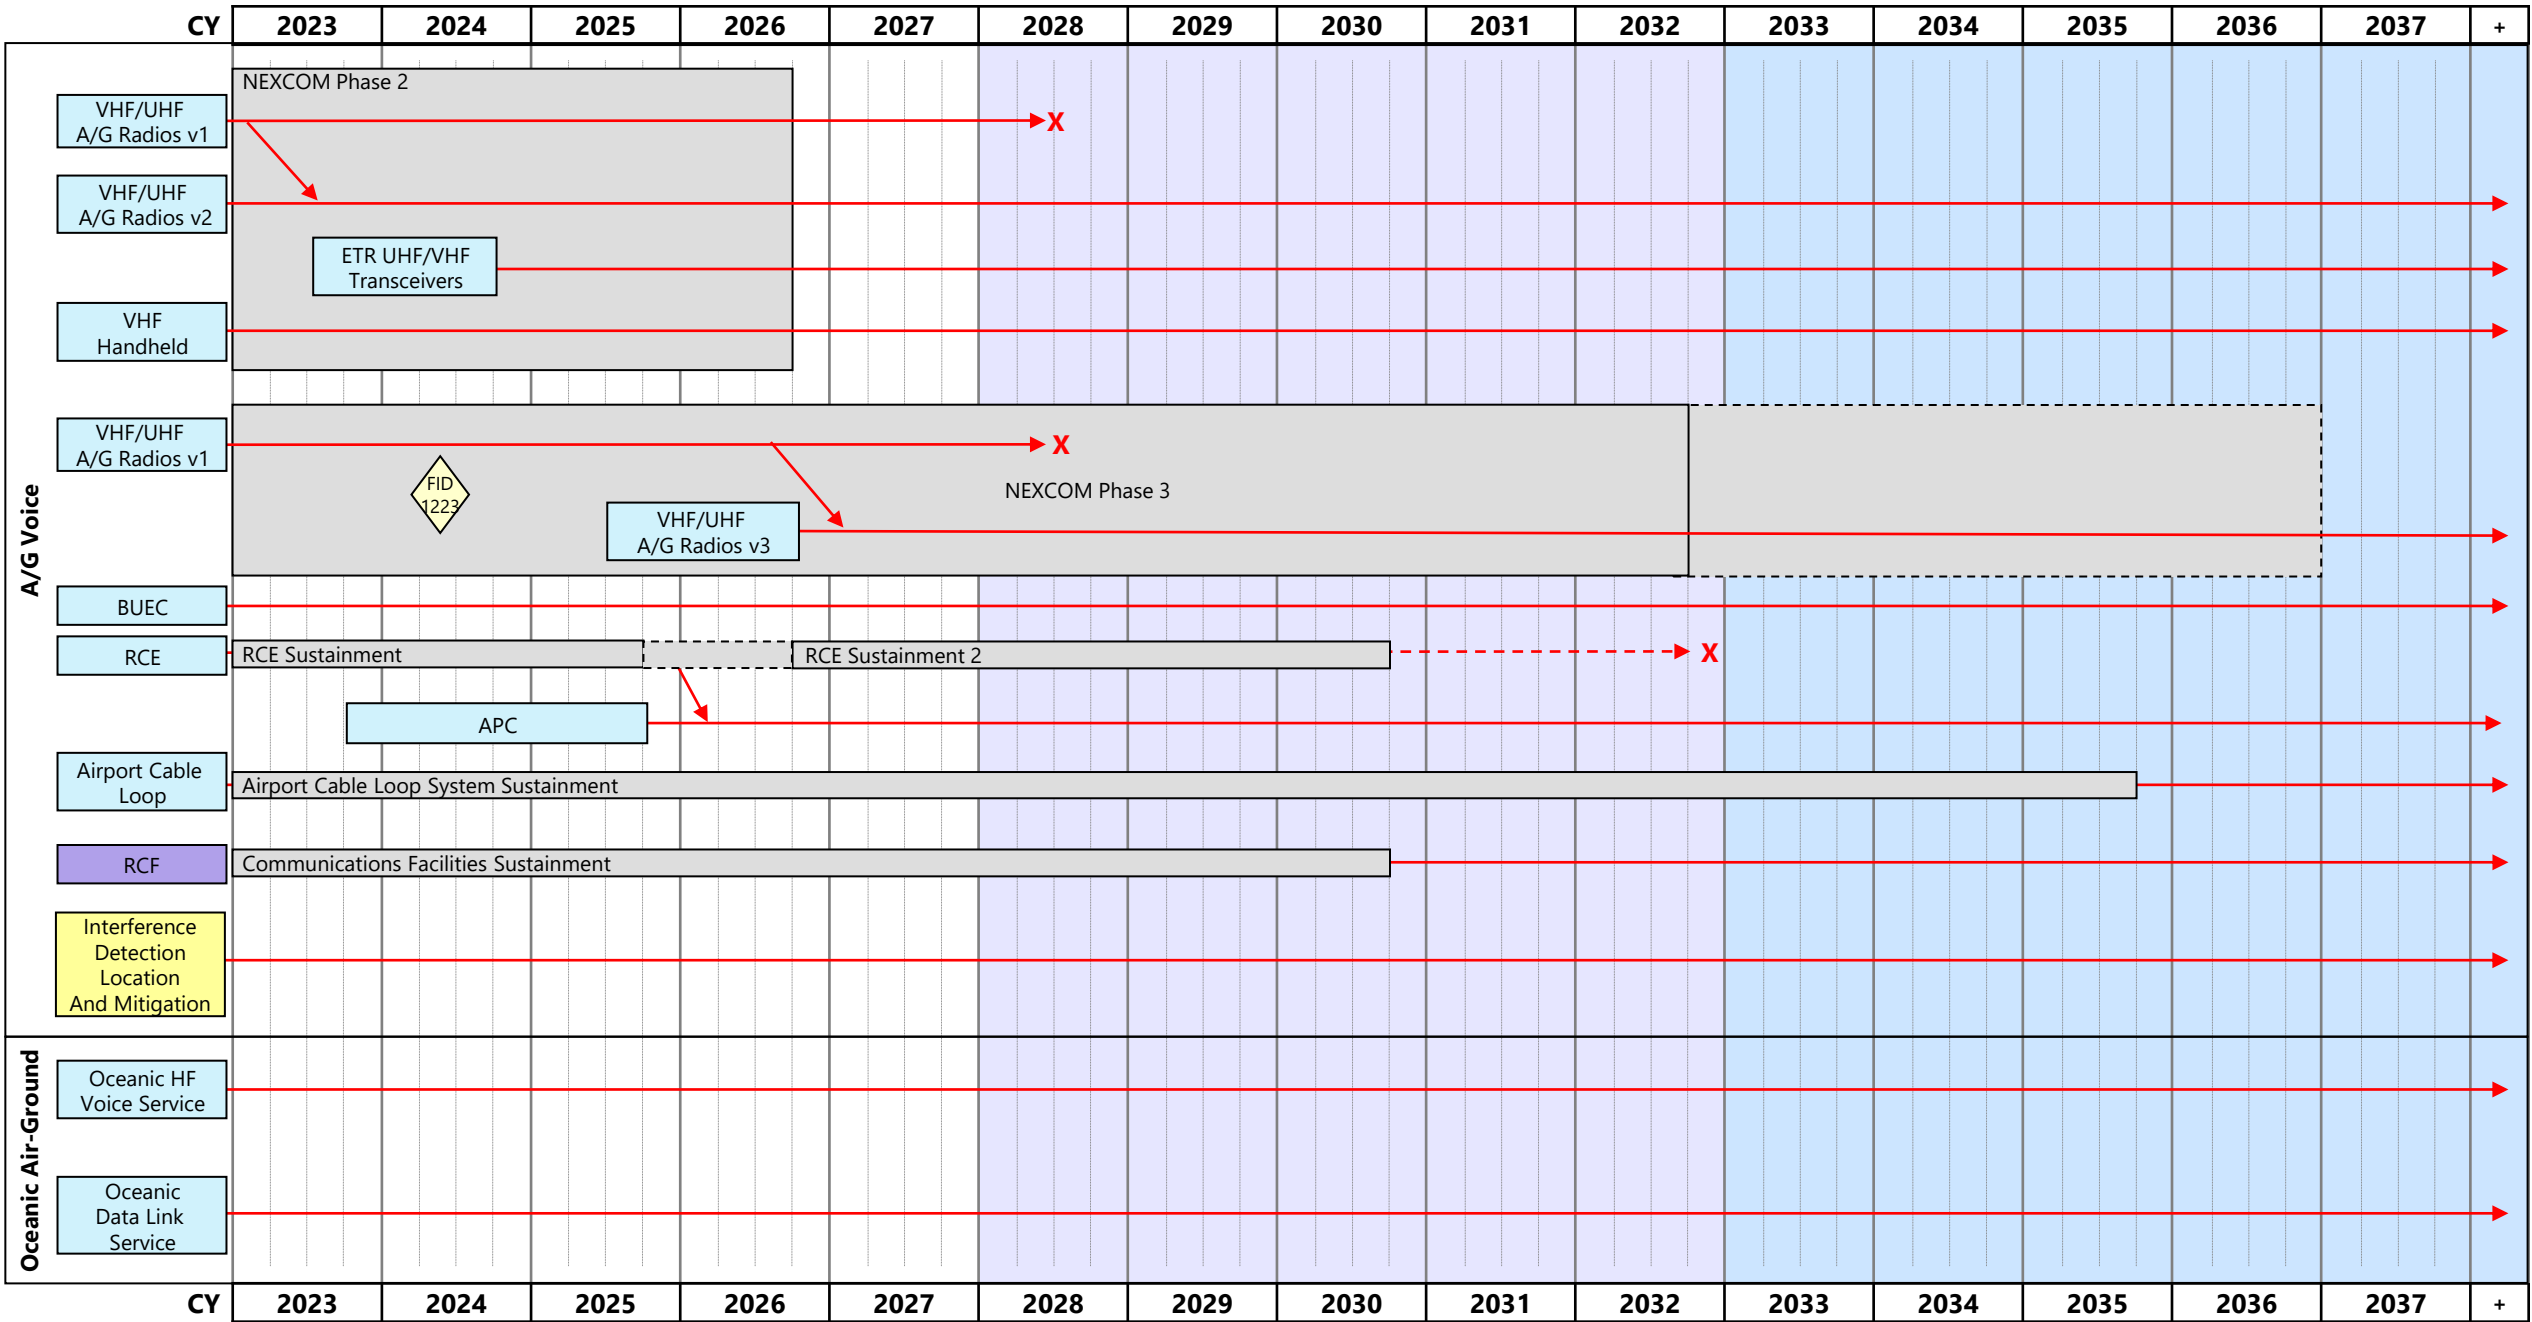 CY 2023 2024 2025 2026 2027 2028 2029 2030 2031 2032 2033 2034 2035 2036 2037 +
A/G Voice
NEXCOM Phase 2
VHF/UHF
A/G Radios v1
X
VHF/UHF
A/G Radios v2
ETR UHF/VHF
Transceivers
VHF
Handheld
VHF/UHF
A/G Radios v1
X
FID
1223
NEXCOM Phase 3
VHF/UHF
A/G Radios v3
BUEC
RCE
RCE Sustainment
RCE Sustainment 2
X
APC
Airport Cable
Loop
Airport Cable Loop System Sustainment
RCF
Communications Facilities Sustainment
Interference
Detection
Location
And Mitigation
Oceanic Air-Ground
Oceanic HF
Voice Service
Oceanic
Data Link
Service
CY 2023 2024 2025 2026 2027 2028 2029 2030 2031 2032 2033 2034 2035 2036 2037 +